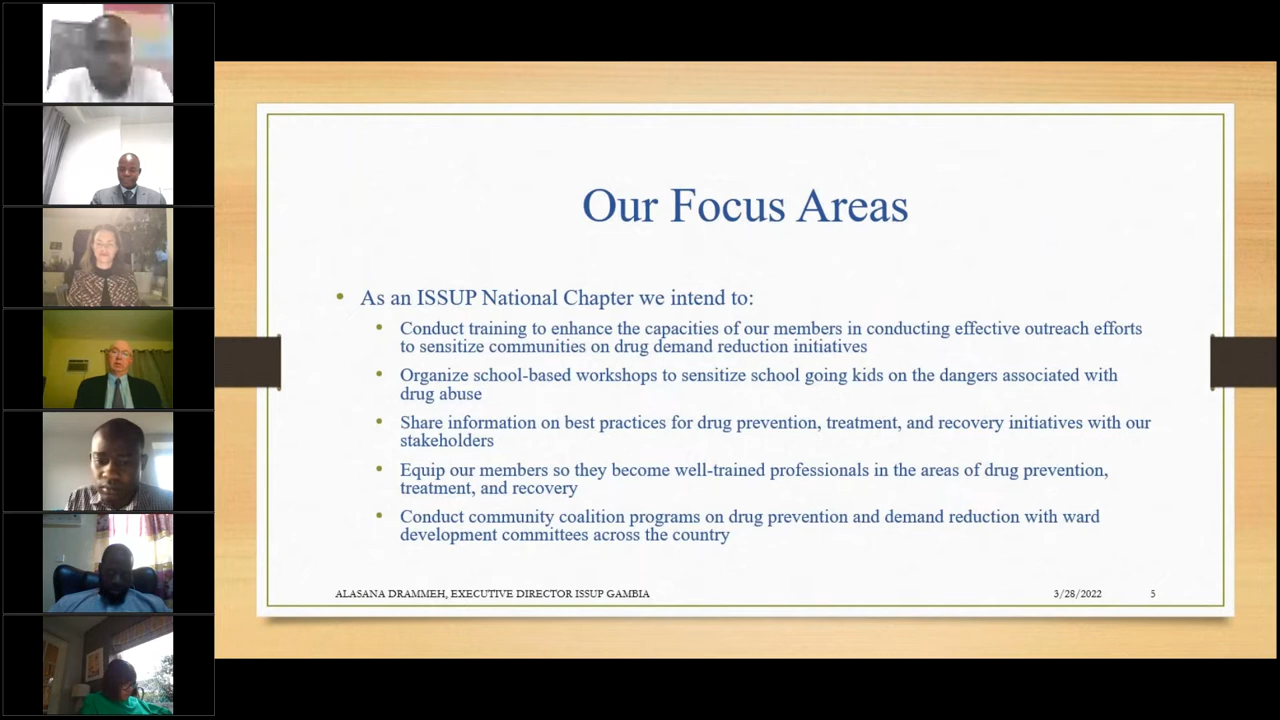 Our Focus Areas
• As an ISSUP National Chapter we intend to:
• Conduct training to enhance the capacities of our members in conducting effective outreach efforts
to sensitize communities on drug demand reduction initiatives
• Organize school-based workshops to sensitize school going kids on the dangers associated with
drug abuse
• Share information on best practices for drug prevention, treatment, and recovery initiatives with our
stakeholders
• Equip our members so they become well-trained professionals in the areas of drug prevention,
treatment, and recovery
• Conduct community coalition programs on drug prevention and demand reduction with ward
development committees across the country
ALASANA DRAMMEH, EXECUTIVE DIRECTOR ISSUP GAMBIA 3/28/2022 5